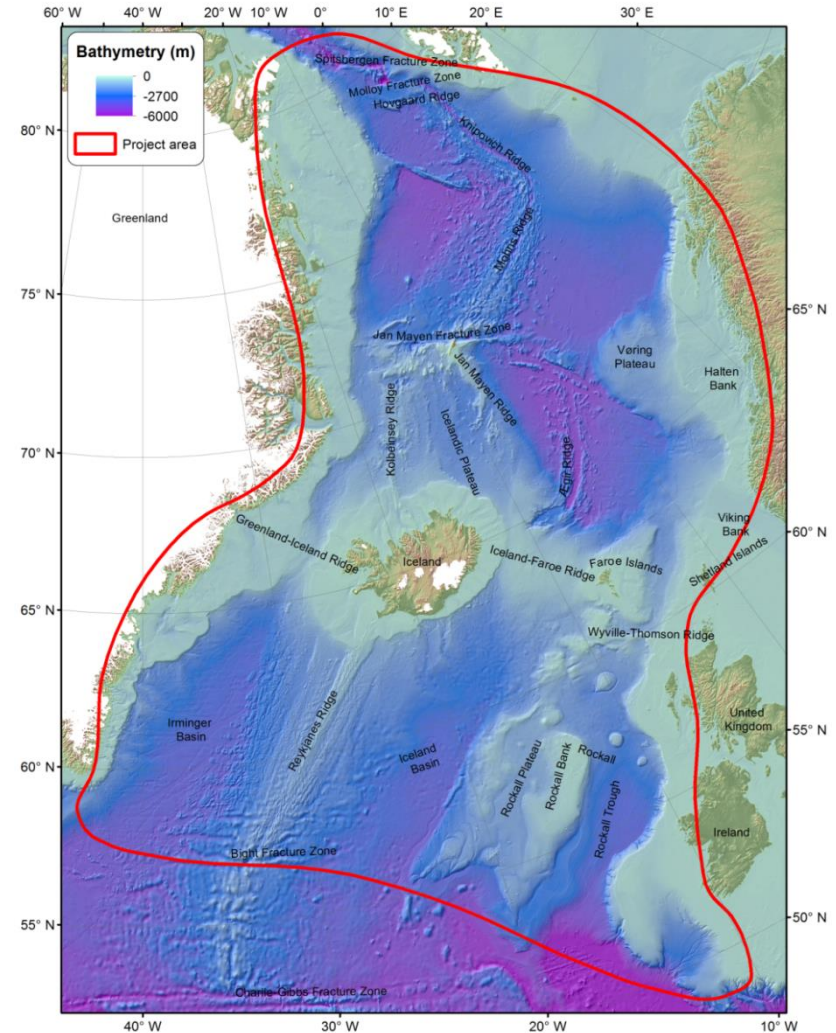 60° W
50° W
40° W
30° W
20° W
10° W
0°
10° E
20° E
30° E
Bathymetry (m)
0
-2700
-6000
Project area
Spitsbergen Fracture Zone
Molloy Fracture Zone
Hovgaard Ridge
Knipovich Ridge
80° N
Greenland
Mohns Ridge
75° N
65° N
Jan Mayen Fracture Zone
Jan Mayen Ridge
Vøring
Plateau
Halten
Bank
Kolbeinsey Ridge
Icelandic Plateau
Ægir Ridge
70° N
Viking
Bank
60° N
Greenland-Iceland Ridge
Iceland
Iceland-Faroe Ridge
Faroe Islands
Shetland Islands
65° N
Wyville-Thomson Ridge
Irminger
Basin
Reykjanes Ridge
Iceland
Basin
Rockall Plateau
Rockall Bank
Rockall
Rockall Trough
United
Kingdom
55° N
60° N
Ireland
Bight Fracture Zone
55° N
50° N
Charlie-Gibbs Fracture Zone
40° W
30° W
20° W
10° W